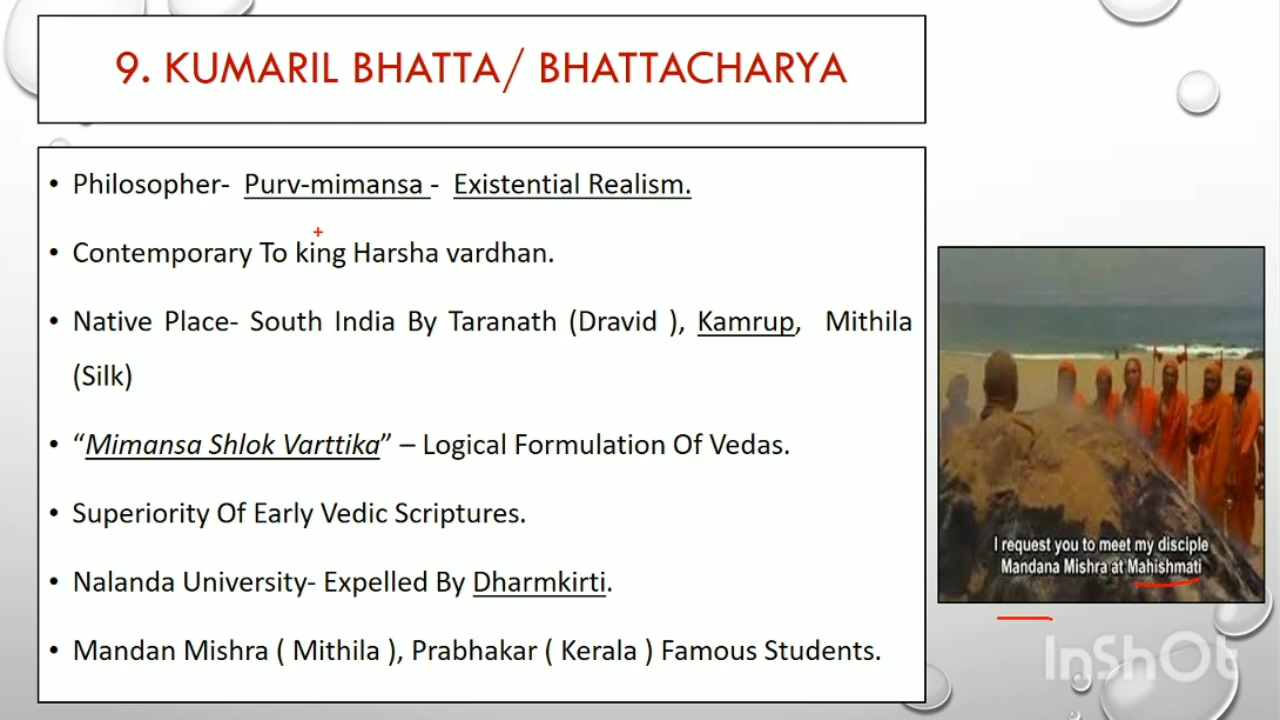 9. KUMARIL BHATTA/ BHATTACHARYA
• Philosopher- Purv-mimansa - Existential Realism.
• Contemporary To king Harsha vardhan.
• Native Place- South India By Taranath (Dravid ), Kamrup, Mithila
(Silk)
• “Mimansa Shlok Varttika” – Logical Formulation Of Vedas.
• Superiority Of Early Vedic Scriptures.
• Nalanda University- Expelled By Dharmkirti.
• Mandan Mishra ( Mithila ), Prabhakar ( Kerala ) Famous Students.
I request you to meet my disciple
Mandana Mishra at Mahishmati
InShOt